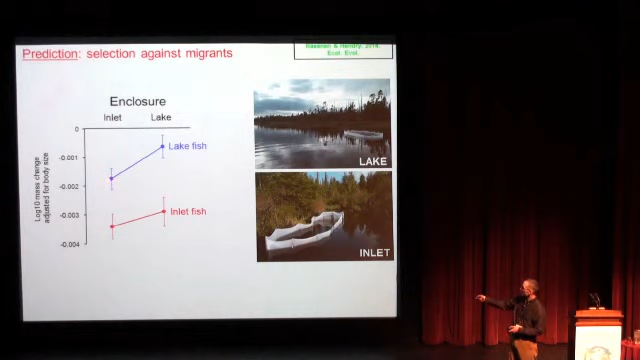 Prediction: selection against migrants
Räsänen & Hendry. 2014.
Ecol. Evol.
Enclosure
Inlet Lake
0
-0.001
-0.002
-0.003
-0.004
Log10 mass change
adjusted for body size
Lake fish
Inlet fish
LAKE
INLET